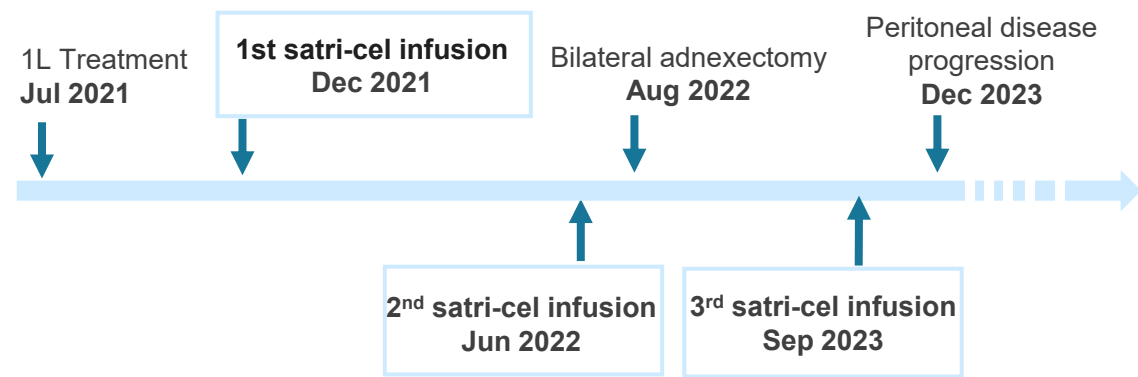 1L Treatment
Jul 2021
1st satri-cel infusion
Dec 2021
Bilateral adnexectomy
Aug 2022
Peritoneal disease
progression
Dec 2023
2nd satri-cel infusion
Jun 2022
3rd satri-cel infusion
Sep 2023